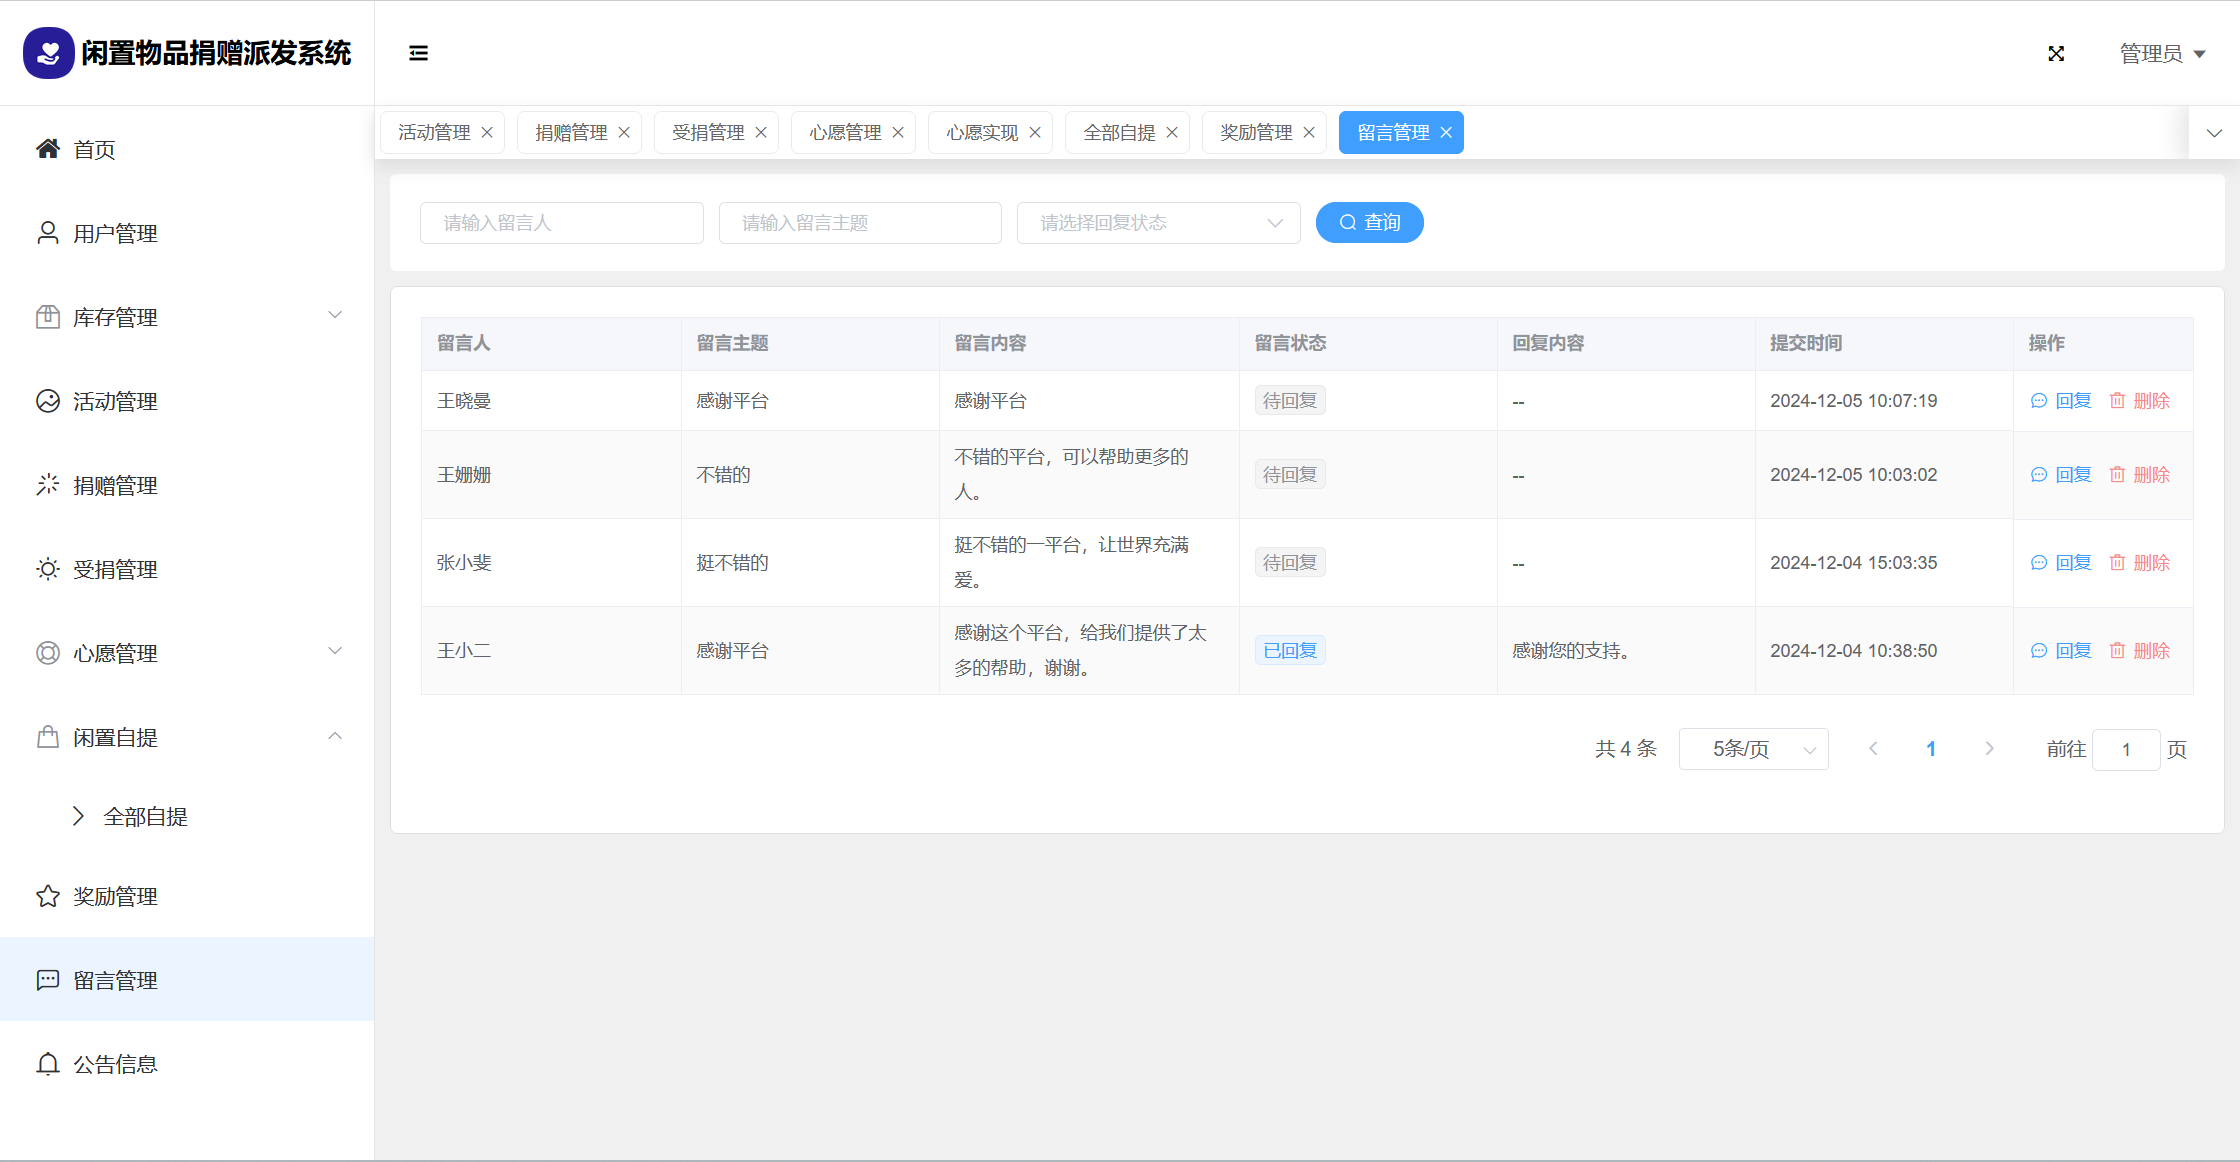 闲置物品捐赠派发系统
管理员
首页
用户管理
库存管理
活动管理
捐赠管理
受捐管理
心愿管理
闲置自提
全部自提
奖励管理
留言管理
公告信息
活动管理 捐赠管理 受捐管理 心愿管理 心愿实现 全部自提 奖励管理 留言管理
请输入留言人 请输入留言主题 请选择回复状态 查询
留言人 留言主题 留言内容 留言状态 回复内容 提交时间 操作
王晓曼 感谢平台 感谢平台 待回复 -- 2024-12-05 10:07:19 回复 删除
王姗姗 不错的 不错的平台，可以帮助更多的
人。 待回复 -- 2024-12-05 10:03:02 回复 删除
张小斐 挺不错的 挺不错的一平台，让世界充满
爱。 待回复 -- 2024-12-04 15:03:35 回复 删除
王小二 感谢平台 感谢这个平台，给我们提供了太
多的帮助，谢谢。 已回复 感谢您的支持。 2024-12-04 10:38:50 回复 删除
共 4 条 5条/页 1 前往 1 页